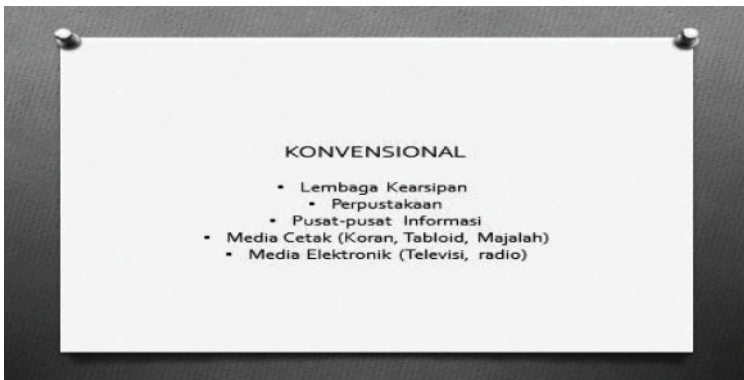 KONVENSIONAL
• Lembaga Kearsipan
• Perpustakaan
• Pusat-pusat Informasi
• Media Cetak (Koran, Tabloid, Majalah)
• Media Elektronik (Televisi, radio)